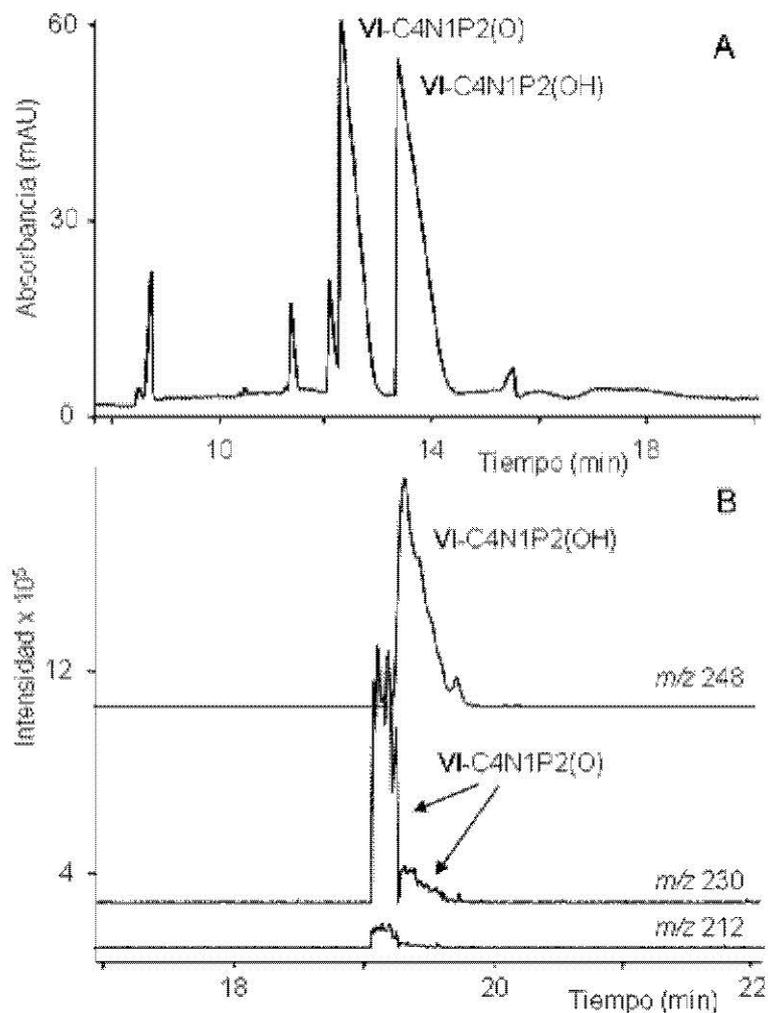 60
VI-C4N1P2(O)
A
VI-C4N1P2(OH)
Absorbancia (mAU)
30
0
10
14
18
Tiempo (min)
B
VI-C4N1P2(OH)
Intensidad x 10⁵
12
m/z 248
VI-C4N1P2(O)
4
m/z 230
m/z 212
18
20
22
Tiempo (min)